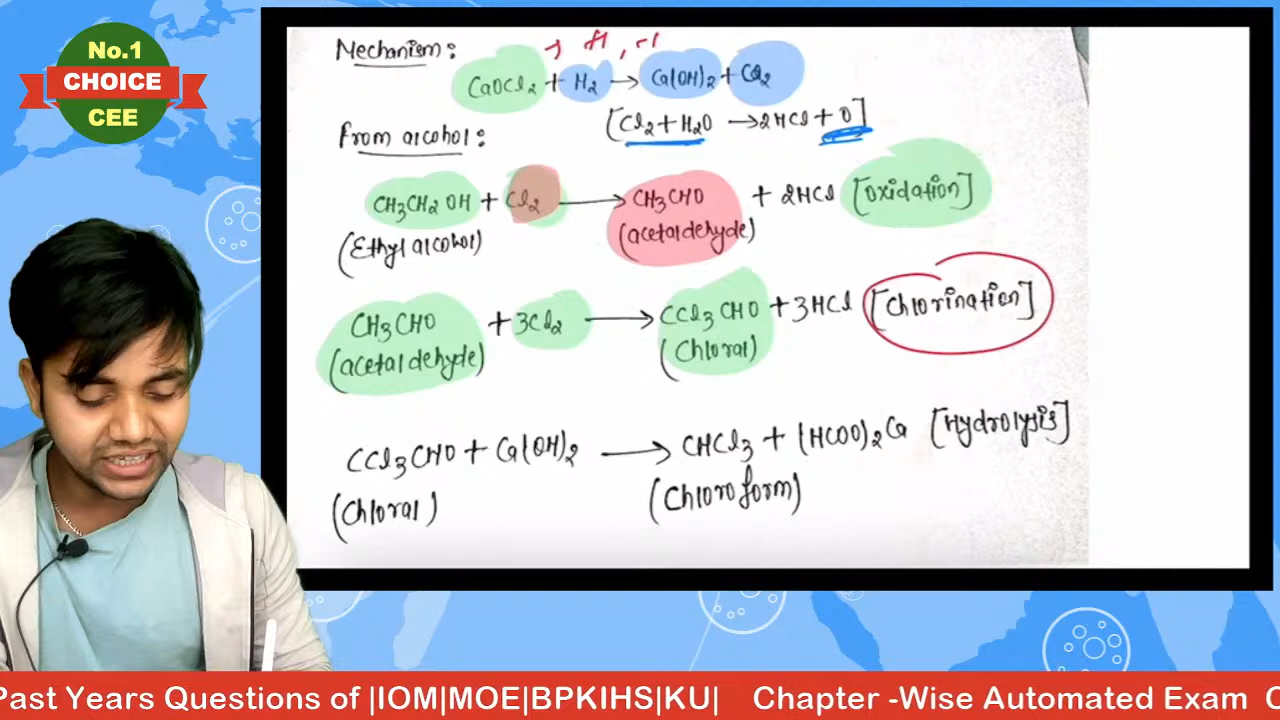 No.1
CHOICE
CEE
Mechanism:
CaOCl2 + H2 → Ca(OH)2 + Cl2
[Cl2 + H2O → 2HCl + O]
From alcohol:
CH3CH2OH + Cl2 → CH3CHO + 2HCl [Oxidation]
(Ethyl alcohol) (acetaldehyde)
CH3CHO + 3Cl2 → CCl3CHO + 3HCl [Chlorination]
(acetaldehyde) (Chloral)
CCl3CHO + Ca(OH)2 → CHCl3 + (HCOO)2Ca [Hydrolysis]
(Chloral) (Chloroform)
Past Years Questions of |IOM|MOE|BPKIHS|KU| Chapter -Wise Automated Exam